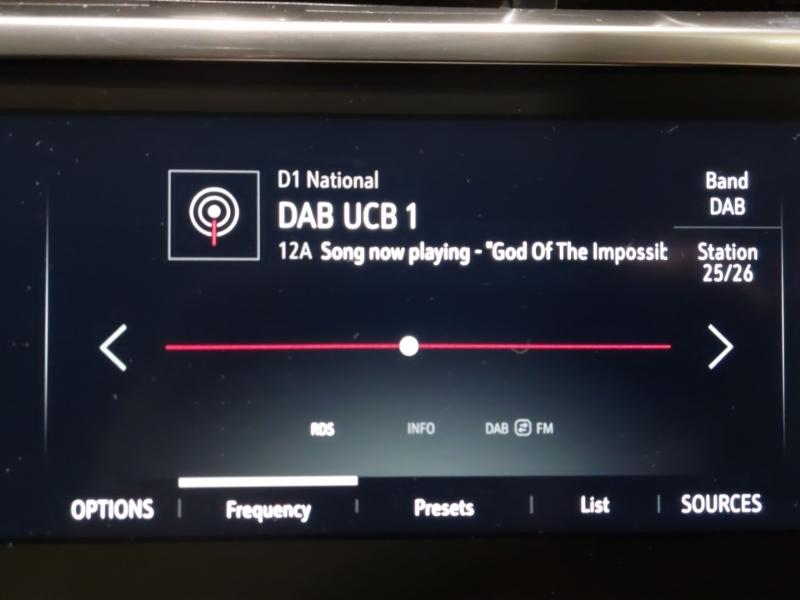 D1 National
DAB UCB 1
12A Song now playing - "God Of The Impossib
Band
DAB
Station
25/26
RDS
INFO
DAB FM
OPTIONS
Frequency
Presets
List
SOURCES